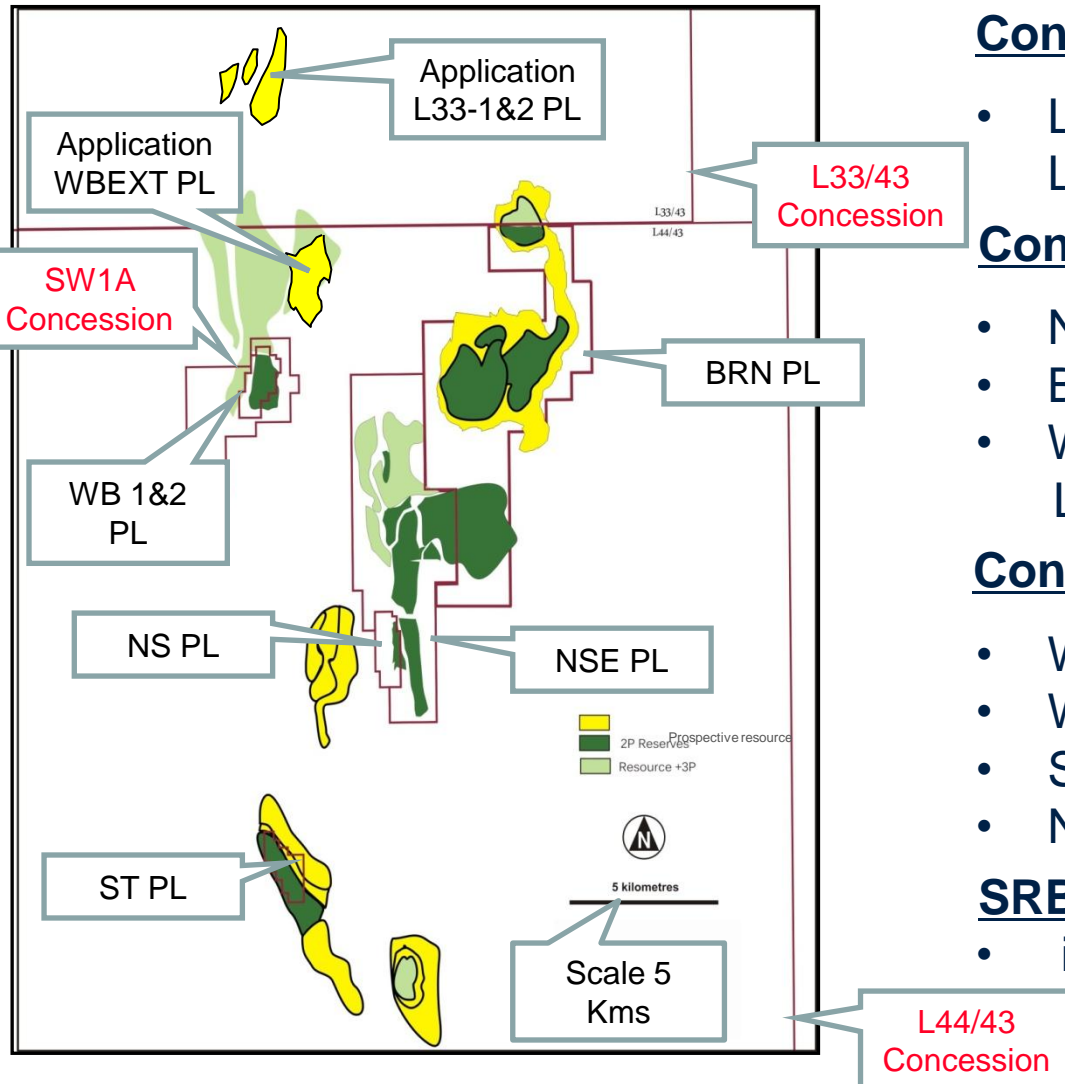 Application
L33-1&2 PL
Application
WBEXT PL
L33/43
Concession
L33/43
L44/43
SW1A
Concession
BRN PL
WB 1&2
PL
NS PL
NSE PL
Prospective resource
2P Reserves
Resource +3P
N
5 kilometres
ST PL
Scale 5
Kms
L44/43
Concession
Con
• L
L
Con
• N
• E
• W
L
Con
• W
• W
• S
• N
SRE
• i